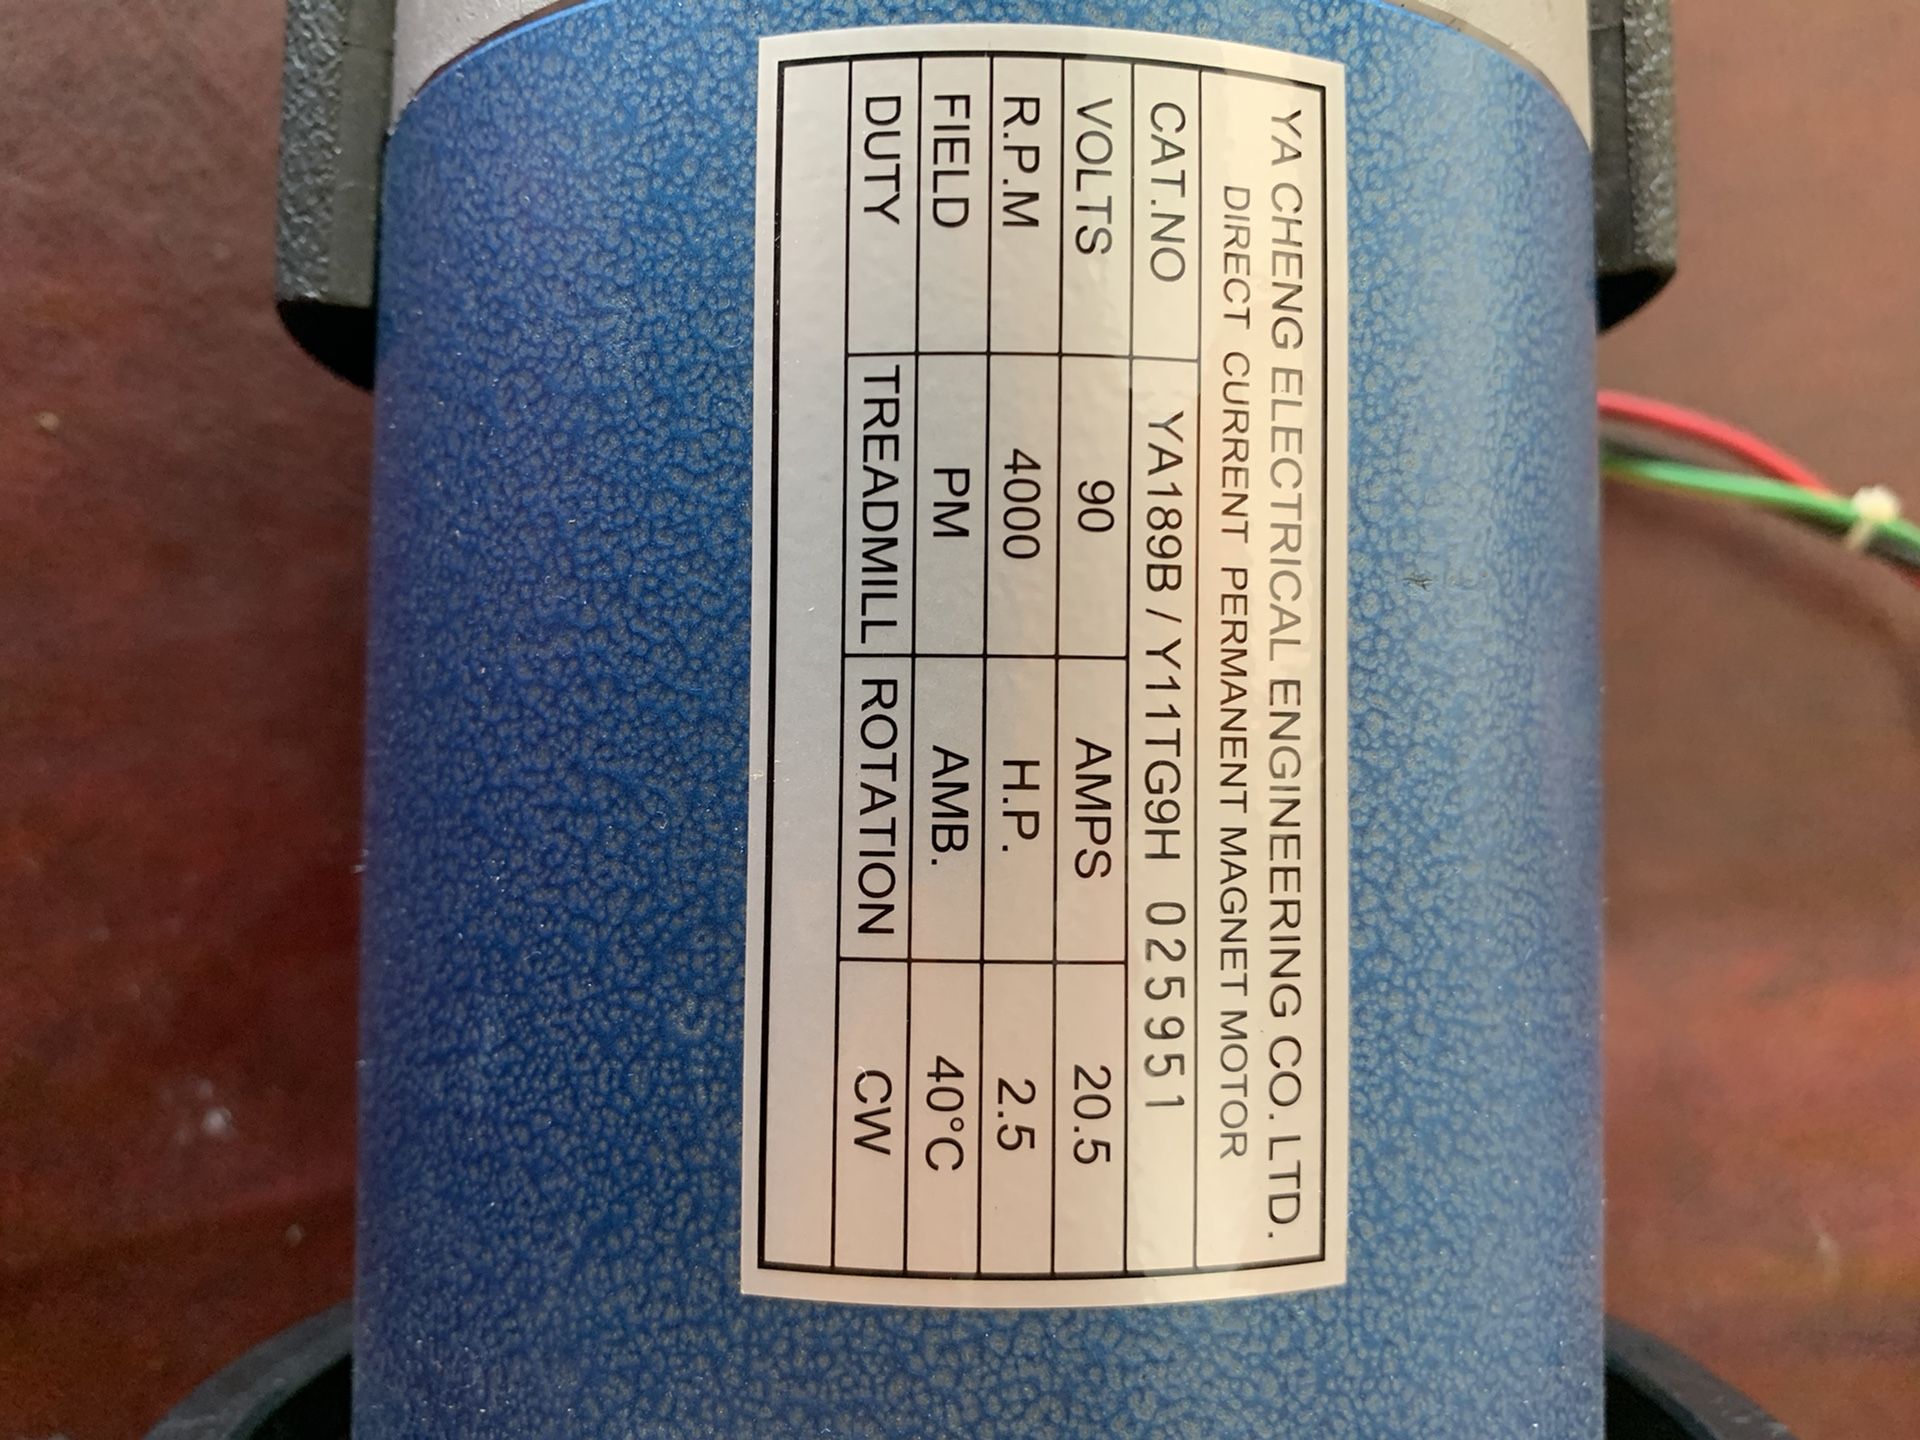 YA CHENG ELECTRICAL ENGINEERING CO. LTD.
DIRECT CURRENT PERMANENT MAGNET MOTOR
CAT.NO YA189B / Y11TG9H 025951
VOLTS 90 AMPS 20.5
R.P.M 4000 H.P. 2.5
FIELD PM AMB. 40°C
DUTY TREADMILL ROTATION CW